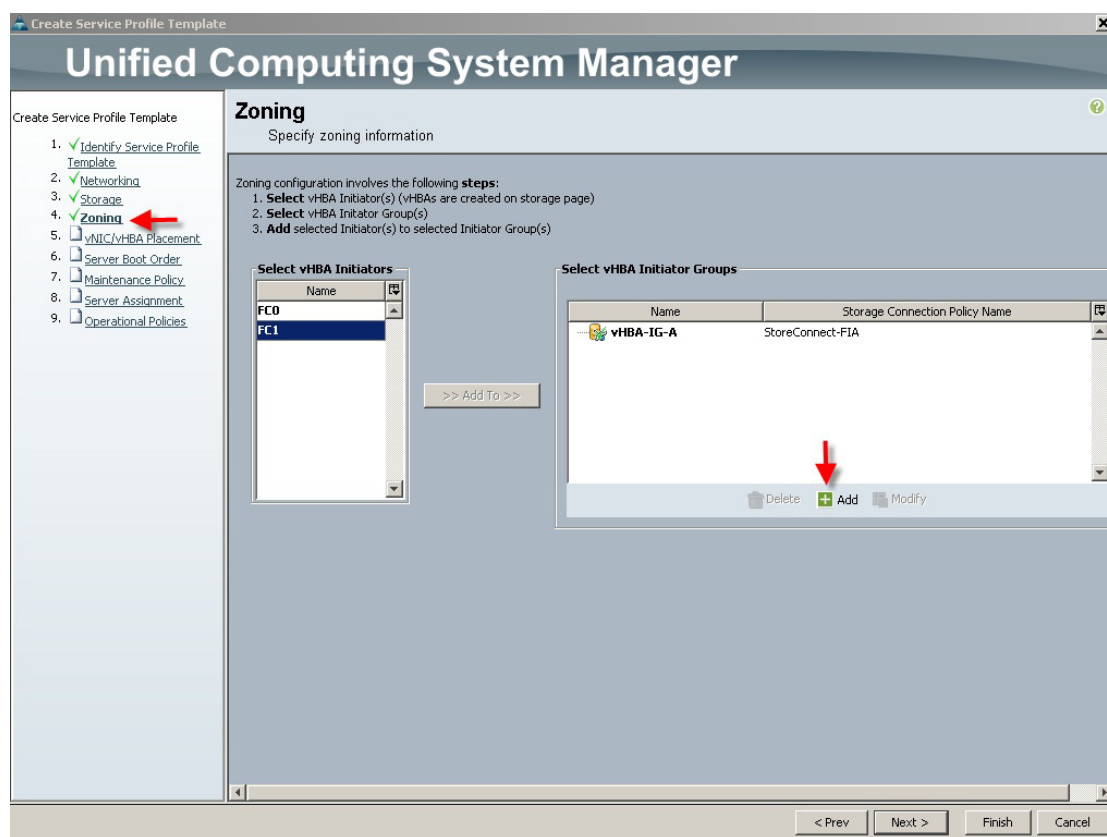 Create Service Profile Template
Unified Computing System Manager
Create Service Profile Template
1. Identify Service Profile
Template
2. Networking
3. Storage
4. Zoning
5. vNIC/vHBA Placement
6. Server Boot Order
7. Maintenance Policy
8. Server Assignment
9. Operational Policies
Zoning
Specify zoning information
Zoning configuration involves the following steps:
1. Select vHBA Initiator(s) (vHBAs are created on storage page)
2. Select vHBA Initator Group(s)
3. Add selected Initiator(s) to selected Initiator Group(s)
Select vHBA Initiators
Name
FC0
FC1
>> Add To >>
Select vHBA Initiator Groups
Name Storage Connection Policy Name
vHBA-IG-A StoreConnect-FIA
Delete Add Modify
< Prev Next > Finish Cancel